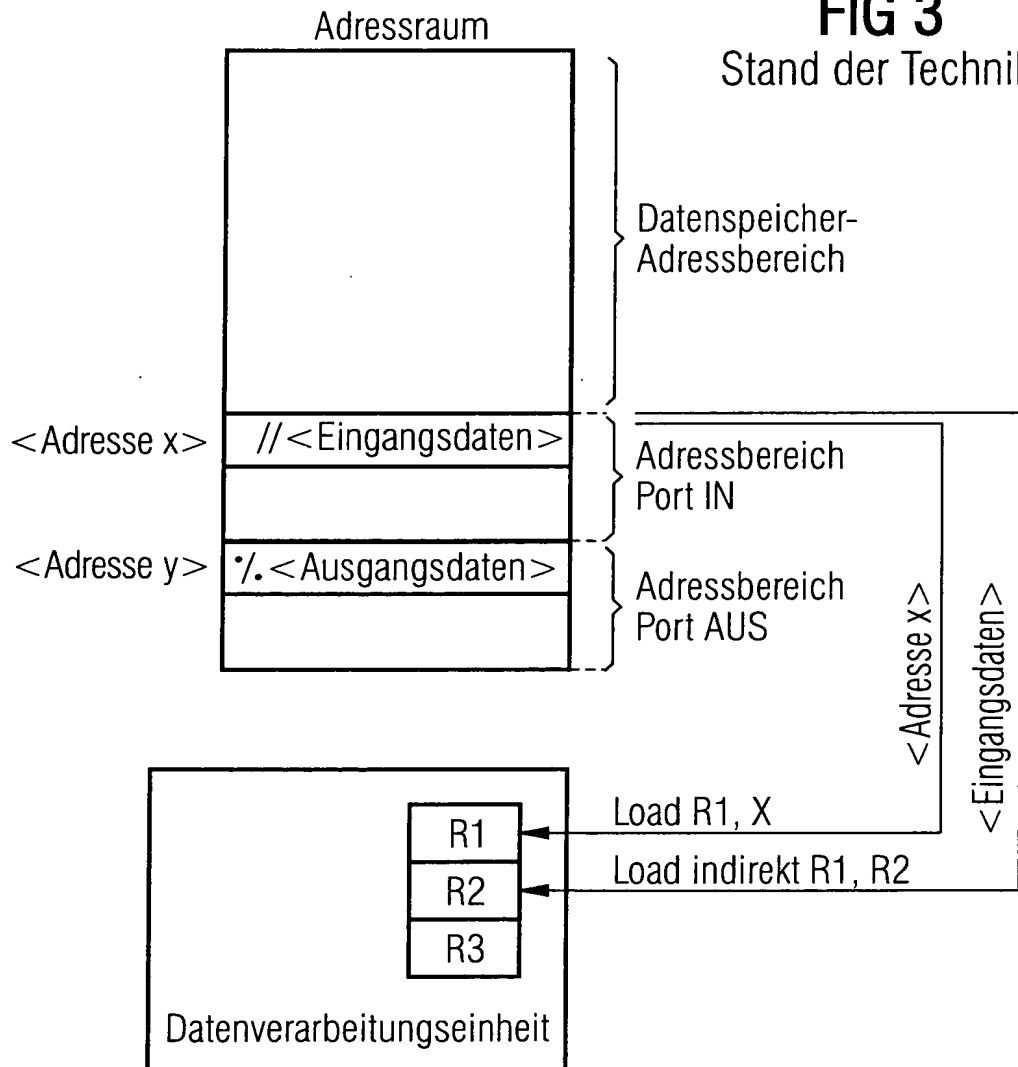 FIG 3
Stand der Technik
Adressraum
Datenspeicher-
Adressbereich
<Adresse x>
//<Eingangsdaten>
Adressbereich
Port IN
<Adresse y>
%<Ausgangsdaten>
Adressbereich
Port AUS
<Adresse x>
<Eingangsdaten>
Load R1, X
Load indirekt R1, R2
R1
R2
R3
Datenverarbeitungseinheit